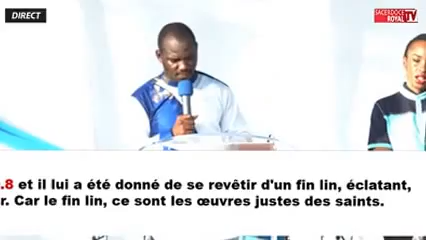 DIRECT
SACERDOCE
ROYAL TV
.8 et il lui a été donné de se revêtir d'un fin lin, éclatant,
r. Car le fin lin, ce sont les œuvres justes des saints.